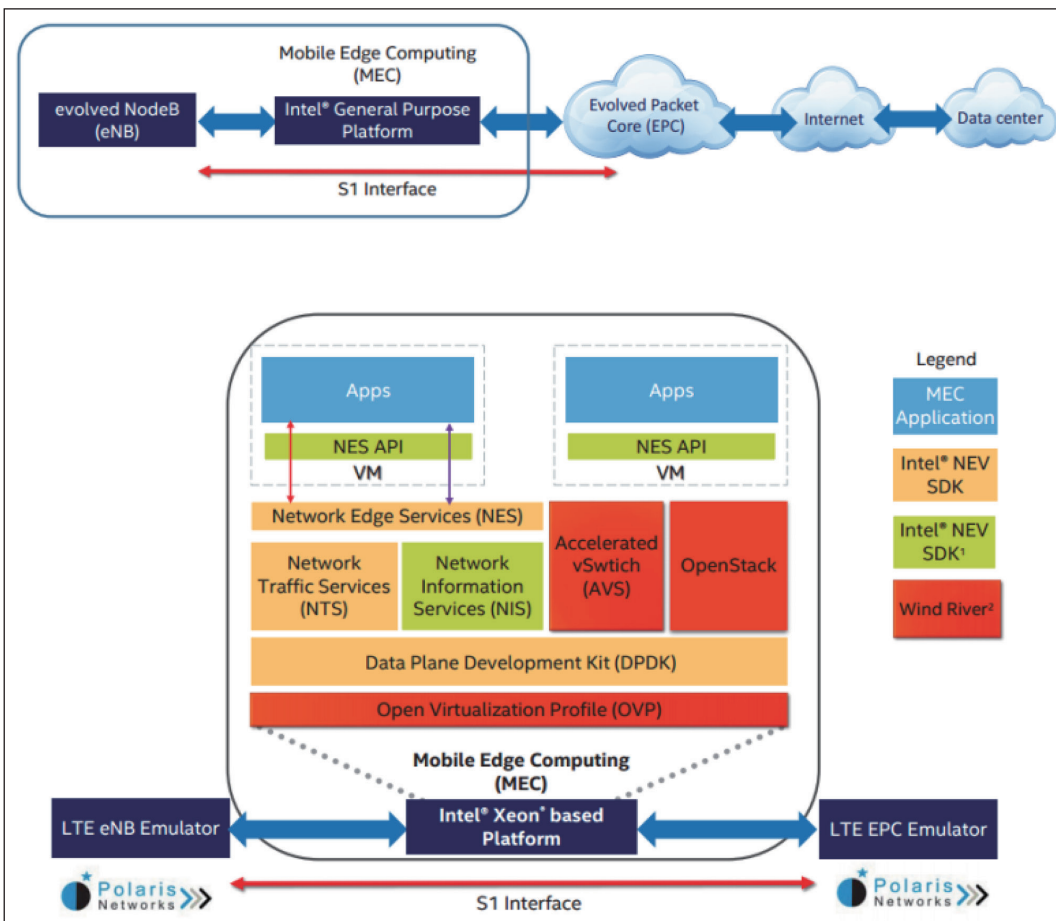 Mobile Edge Computing
(MEC)
evolved NodeB
(eNB)
Intel® General Purpose
Platform
Evolved Packet
Core (EPC)
Internet
Data center
S1 Interface
Apps
NES API
VM
Apps
NES API
VM
Network Edge Services (NES)
Network
Traffic Services
(NTS)
Network
Information
Services (NIS)
Accelerated
vSwtich
(AVS)
OpenStack
Data Plane Development Kit (DPDK)
Open Virtualization Profile (OVP)
Legend
MEC
Application
Intel® NEV
SDK
Intel® NEV
SDK¹
Wind River²
Mobile Edge Computing
(MEC)
LTE eNB Emulator
Intel® Xeon® based
Platform
LTE EPC Emulator
Polaris
Networks
S1 Interface
Polaris
Networks